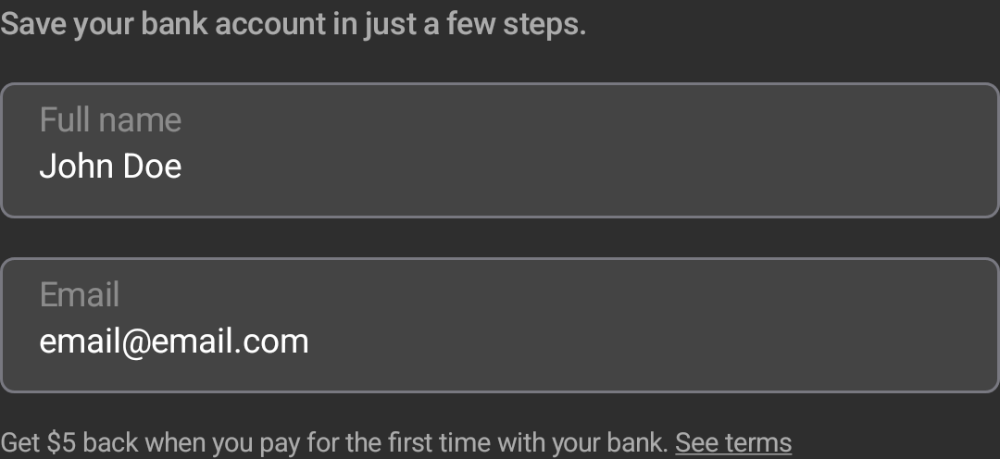 Save your bank account in just a few steps.
Full name
John Doe
Email
email@email.com
Get $5 back when you pay for the first time with your bank. See terms